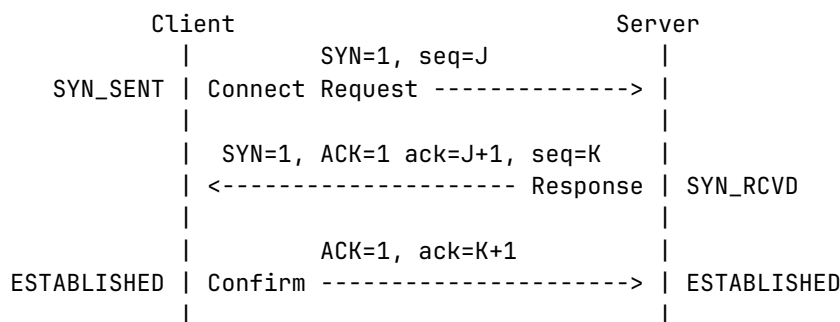 Client Server
SYN=1, seq=J
SYN_SENT | Connect Request --------------> |
SYN=1, ACK=1 ack=J+1, seq=K
| <---------------------- Response | SYN_RCVD
ACK=1, ack=K+1
ESTABLISHED | Confirm ----------------------> | ESTABLISHED